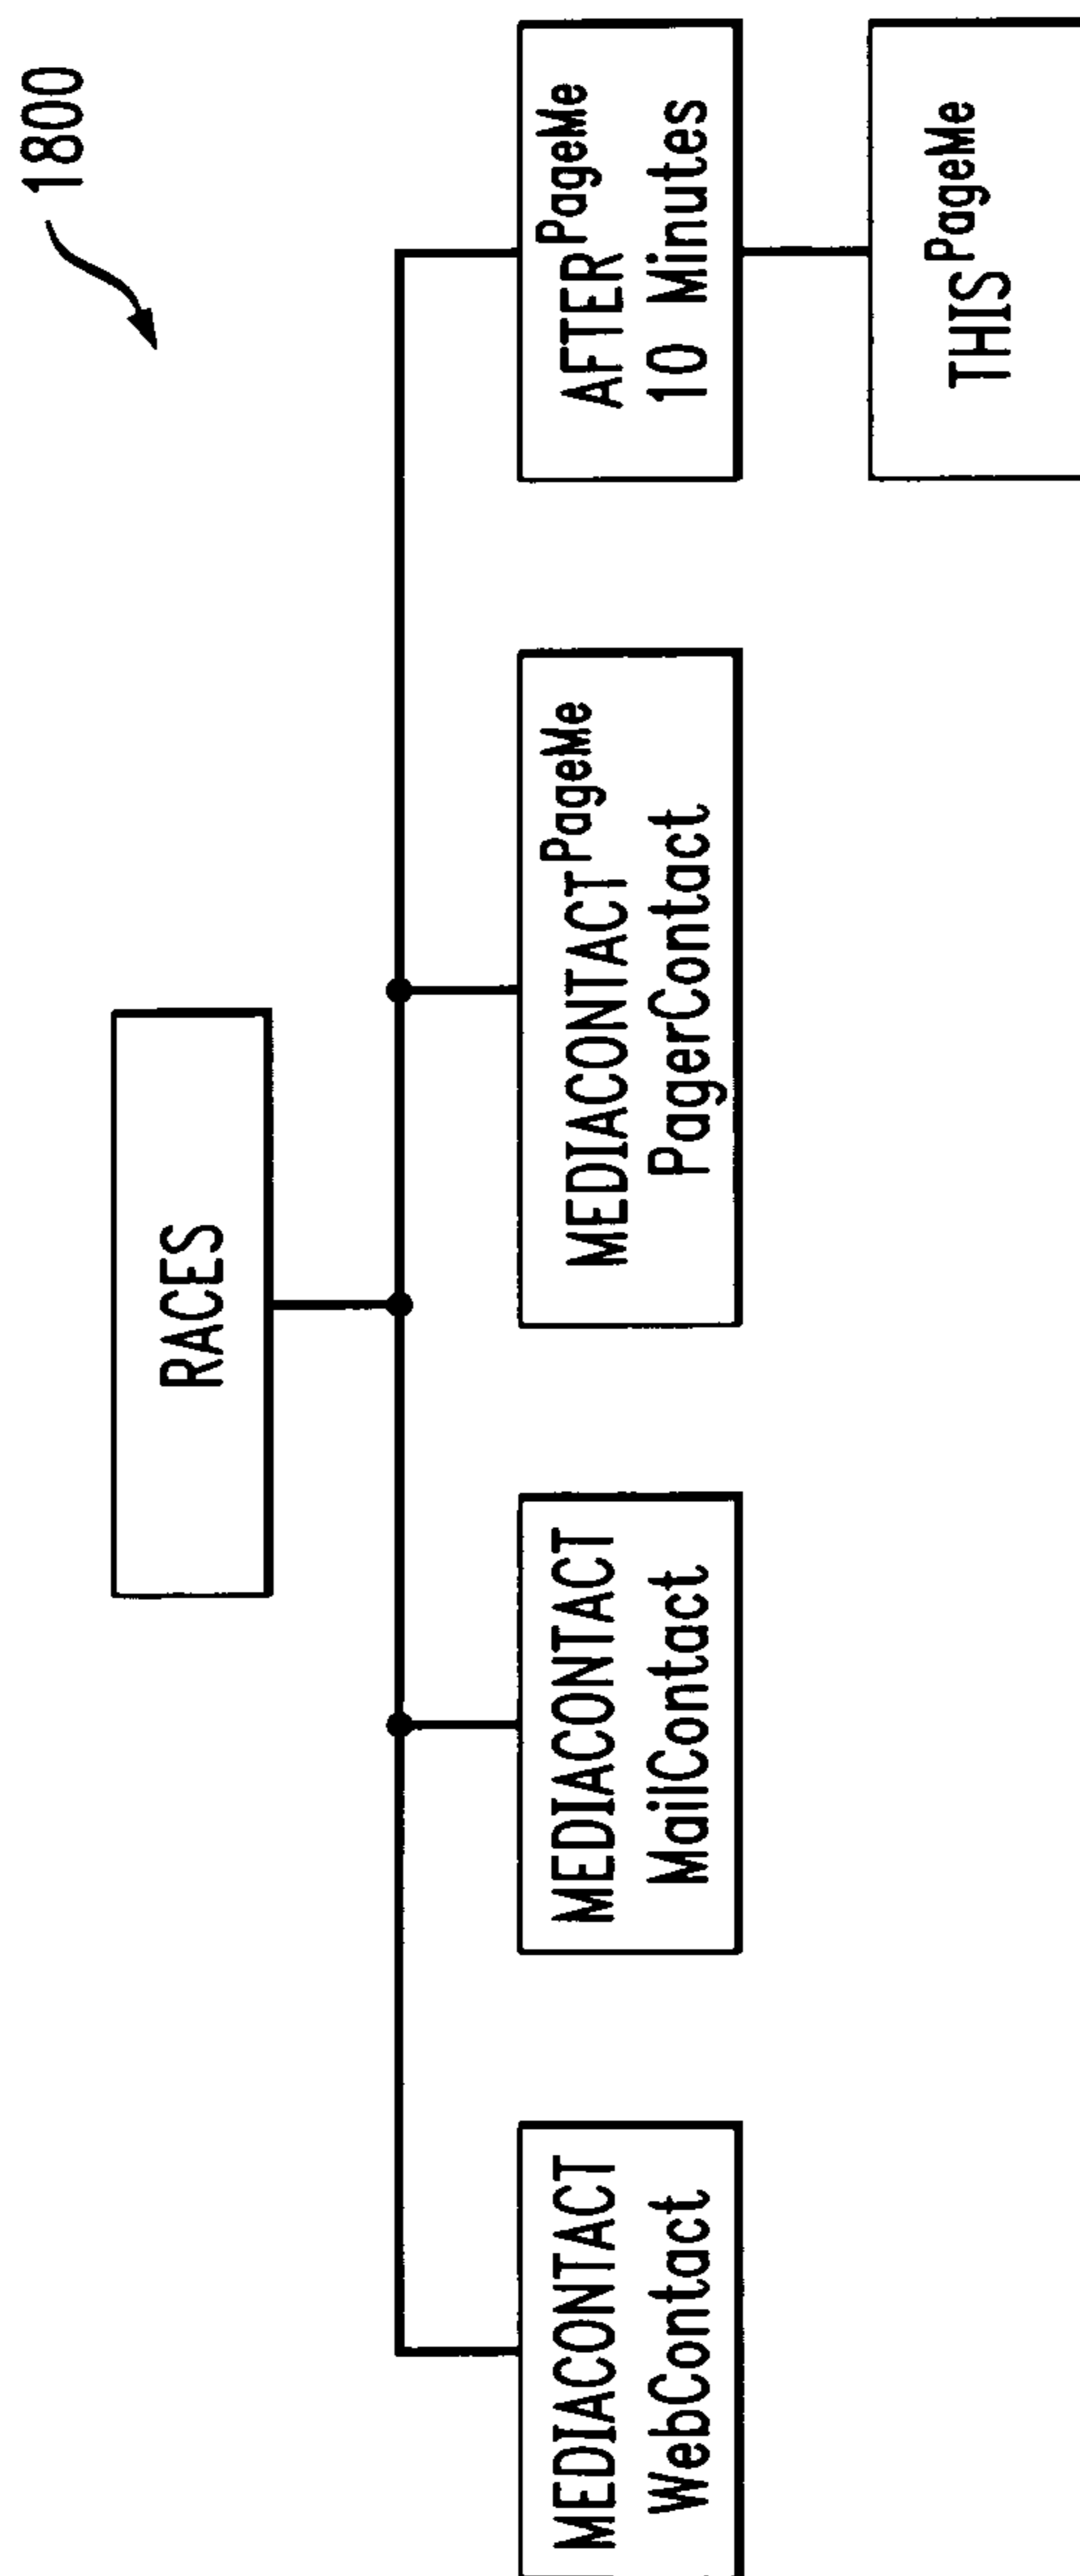 1800
RACES
MEDIACONTACT
WebContact
MEDIACONTACT
MailContact
MEDIACONTACT^PageMe
PagerContact
AFTER^PageMe
10 Minutes
THIS^PageMe